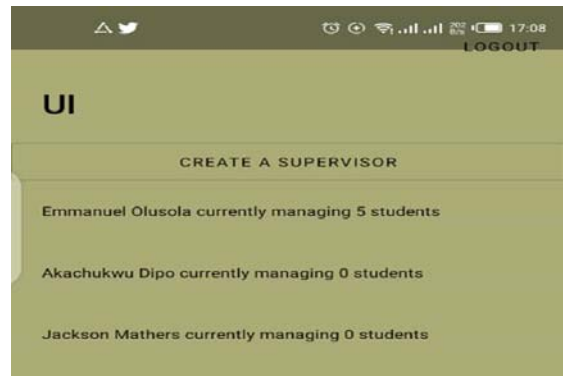 202
B/s
17:08
LOGOUT
UI
CREATE A SUPERVISOR
Emmanuel Olusola currently managing 5 students
Akachukwu Dipo currently managing 0 students
Jackson Mathers currently managing 0 students